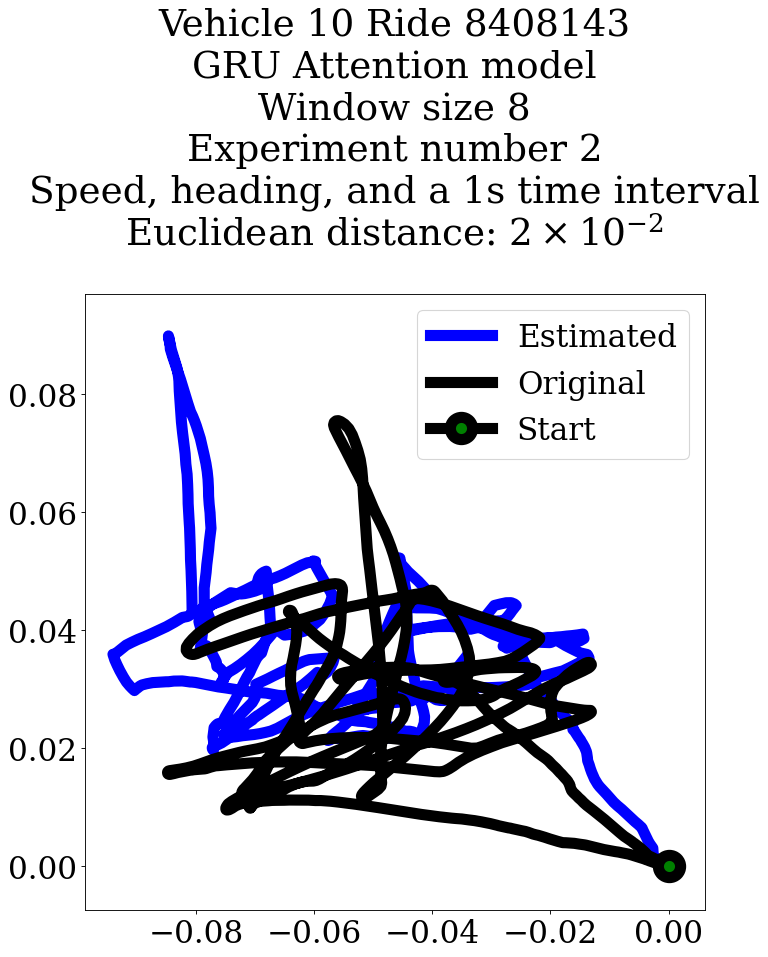 Vehicle 10 Ride 8408143
GRU Attention model
Window size 8
Experiment number 2
Speed, heading, and a 1s time interval
Euclidean distance: 2 × 10⁻²
Estimated
Original
Start
0.08
0.06
0.04
0.02
0.00
−0.08 −0.06 −0.04 −0.02 0.00